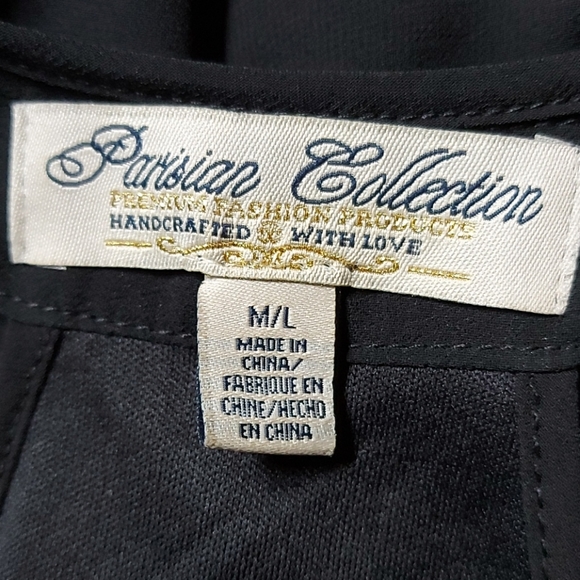 Parisian Collection
PREMIUM FASHION PRODUCTS
HANDCRAFTED & WITH LOVE
M/L
MADE IN
CHINA/
FABRIQUE EN
CHINE/HECHO
EN CHINA